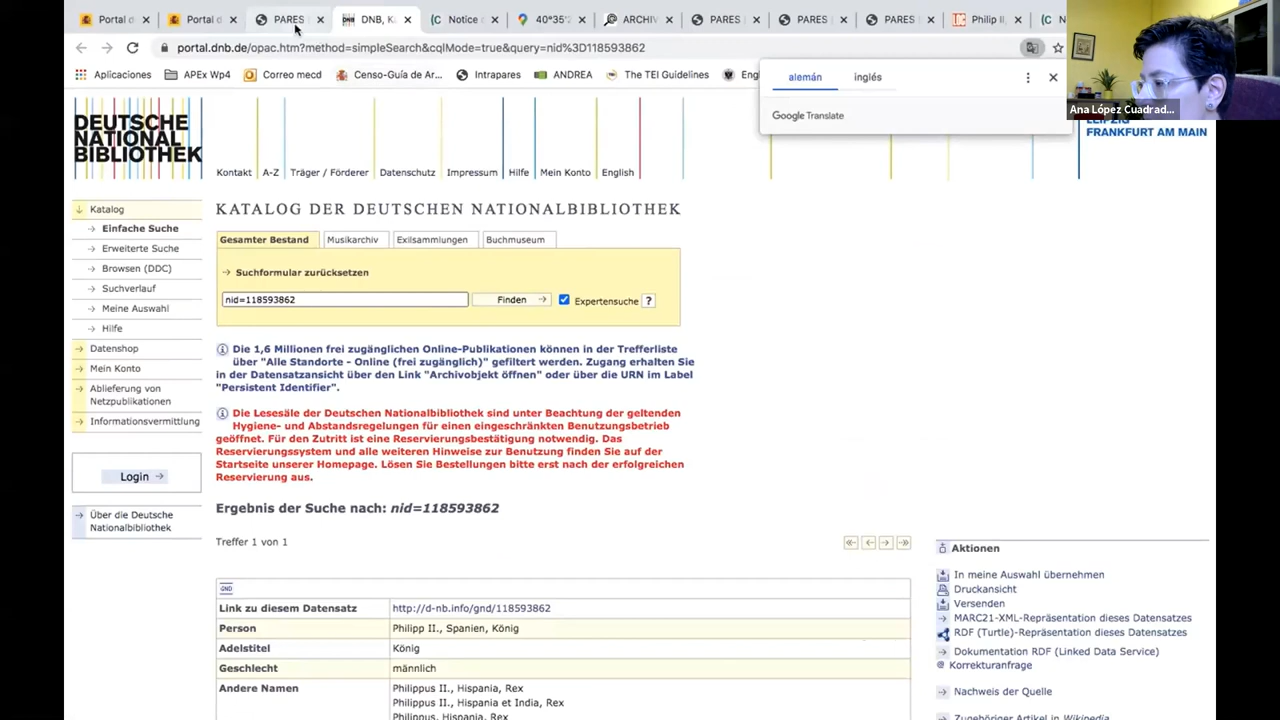 Portal d
Portal d
PARES
DNB, Ka
Notice
40°35'
ARCHIV
PARES
PARES
PARES
Philip II,
N
portal.dnb.de/opac.htm?method=simpleSearch&cqlMode=true&query=nid%3D118593862
Aplicaciones
APEx Wp4
Correo mecd
Censo-Guía de Ar...
Intrapares
ANDREA
The TEI Guidelines
Eng
alemán
inglés
Google Translate
Ana López Cuadrad...
DEUTSCHE
NATIONAL
BIBLIOTHEK
FRANKFURT AM MAIN
Kontakt
A-Z
Träger / Förderer
Datenschutz
Impressum
Hilfe
Mein Konto
English
Katalog
Einfache Suche
Erweiterte Suche
Browsen (DDC)
Suchverlauf
Meine Auswahl
Hilfe
Datenshop
Mein Konto
Ablieferung von
Netzpublikationen
Informationsvermittlung
Login
Über die Deutsche
Nationalbibliothek
KATALOG DER DEUTSCHEN NATIONALBIBLIOTHEK
Gesamter Bestand
Musikarchiv
Exilsammlungen
Buchmuseum
Suchformular zurücksetzen
nid=118593862
Finden
Expertensuche ?
Die 1,6 Millionen frei zugänglichen Online-Publikationen können in der Trefferliste
über "Alle Standorte - Online (frei zugänglich)" gefiltert werden. Zugang erhalten Sie
in der Datensatzansicht über den Link "Archivobjekt öffnen" oder über die URN im Label
"Persistent Identifier".
Die Lesesäle der Deutschen Nationalbibliothek sind unter Beachtung der geltenden
Hygiene- und Abstandsregelungen für einen eingeschränkten Benutzungsbetrieb
geöffnet. Für den Zutritt ist eine Reservierungsbestätigung notwendig. Das
Reservierungssystem und alle weiteren Hinweise zur Benutzung finden Sie auf der
Startseite unserer Homepage. Lösen Sie Bestellungen bitte erst nach der erfolgreichen
Reservierung aus.
Ergebnis der Suche nach: nid=118593862
Treffer 1 von 1
GND
Link zu diesem Datensatz
http://d-nb.info/gnd/118593862
Person
Philipp II., Spanien, König
Adelstitel
König
Geschlecht
männlich
Andere Namen
Philippus II., Hispania, Rex
Philippus II., Hispania et India, Rex
Philippus, Hispania, Rex
Aktionen
In meine Auswahl übernehmen
Druckansicht
Versenden
MARC21-XML-Repräsentation dieses Datensatzes
RDF (Turtle)-Repräsentation dieses Datensatzes
Dokumentation RDF (Linked Data Service)
Korrekturanfrage
Nachweis der Quelle
Zugehöriger Artikel in Wikipedia